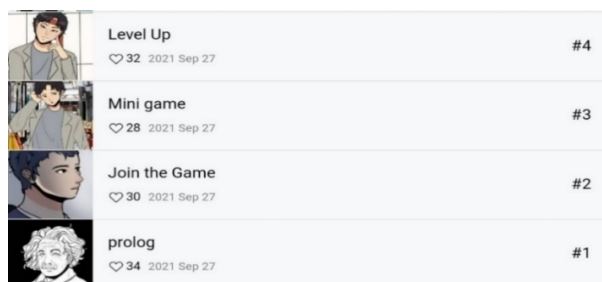 Level Up
#4
32 2021 Sep 27
Mini game
#3
28 2021 Sep 27
Join the Game
#2
30 2021 Sep 27
prolog
#1
34 2021 Sep 27